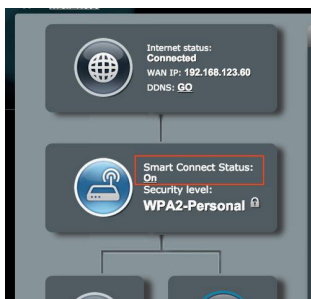 Internet status:
Connected
WAN IP: 192.168.123.60
DDNS: GO
Smart Connect Status:
On
Security level:
WPA2-Personal